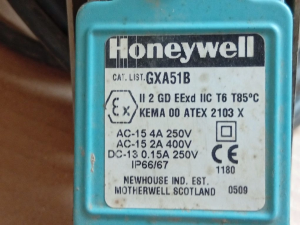 Honeywell
CAT. LIST. GXA51B
Ex II 2 GD EExd IIC T6 T85°C
KEMA 00 ATEX 2103 X
AC-15 4A 250V
AC-15 2A 400V
DC-13 0.15A 250V CE
IP66/67 1180
NEWHOUSE IND. EST.
MOTHERWELL SCOTLAND 0509